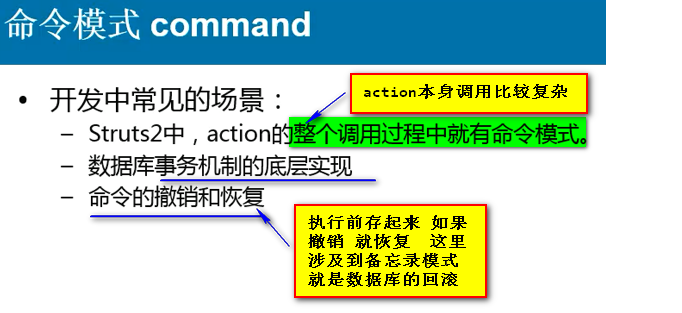 命令模式 command
• 开发中常见的场景：
action本身调用比较复杂
– Struts2中，action的整个调用过程中就有命令模式。
– 数据库事务机制的底层实现
– 命令的撤销和恢复
执行前存起来 如果
撤销 就恢复 这里
涉及到备忘录模式
就是数据库的回滚